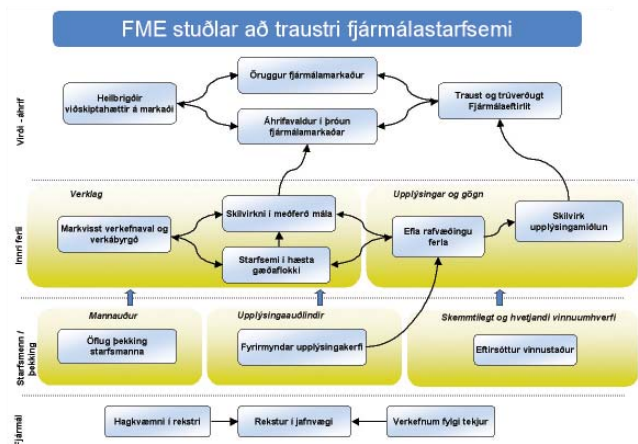 FME stuðlar að traustri fjármálastarfsemi
Virði - áhrif
Heilbrigðir
viðskiptahættir á markaði
Öruggur fjármálamarkaður
Áhrifavaldur í þróun
fjármálamarkaðar
Traust og trúverðugt
Fjármálaeftirlit
Innri ferli
Verklag
Markvisst verkefnaval og
verkábyrgð
Skilvirkni í meðferð mála
Starfsemi í hæsta
gæðaflokki
Upplýsingar og gögn
Efla rafvæðingu
ferla
Skilvirk
upplýsingamiðlun
Starfsmenn /
þekking
Mannauður
Öflug þekking
starfsmanna
Upplýsingaauðlindir
Fyrirmyndar upplýsingakerfi
Skemmtilegt og hvetjandi vinnuumhverfi
Eftirsóttur vinnustaður
Fjármál
Hagkvæmni í rekstri
Rekstur í jafnvægi
Verkefnum fylgi tekjur